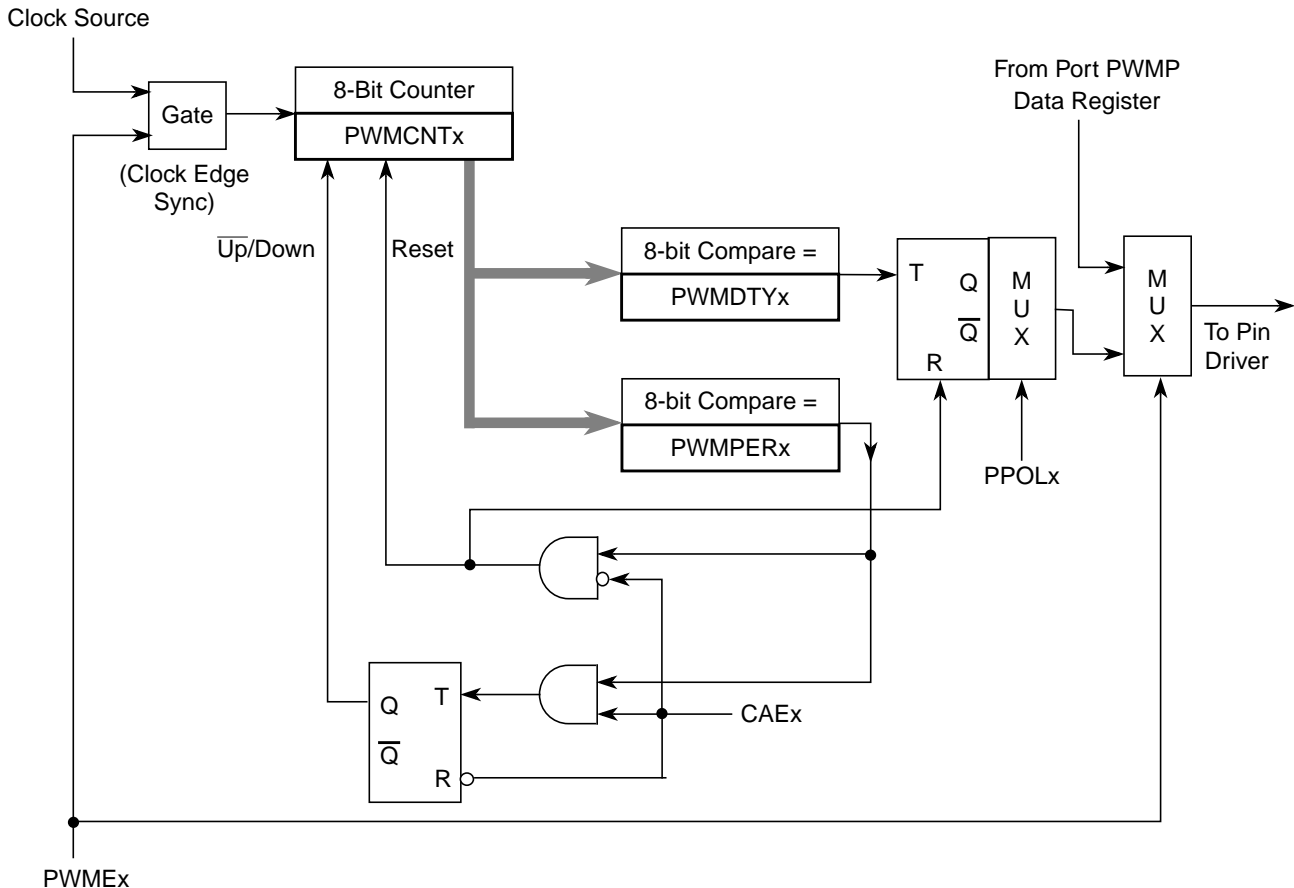 Clock Source
From Port PWMP
Data Register
8-Bit Counter
Gate
PWMCNTx
(Clock Edge
Sync)
U̅p̅/Down
Reset
8-bit Compare =
PWMDTYx
T
Q
Q̅
R
M
U
X
M
U
X
To Pin
Driver
8-bit Compare =
PWMPERx
PPOLx
Q
T
Q̅
R
CAEx
PWMEx